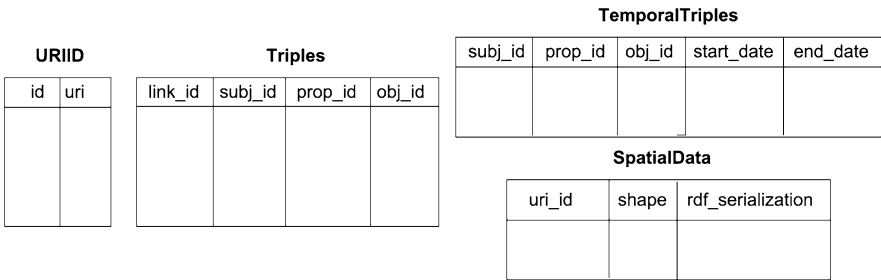 TemporalTriples
subj_id prop_id obj_id start_date end_date
URIID
id uri
Triples
link_id subj_id prop_id obj_id
SpatialData
uri_id shape rdf_serialization